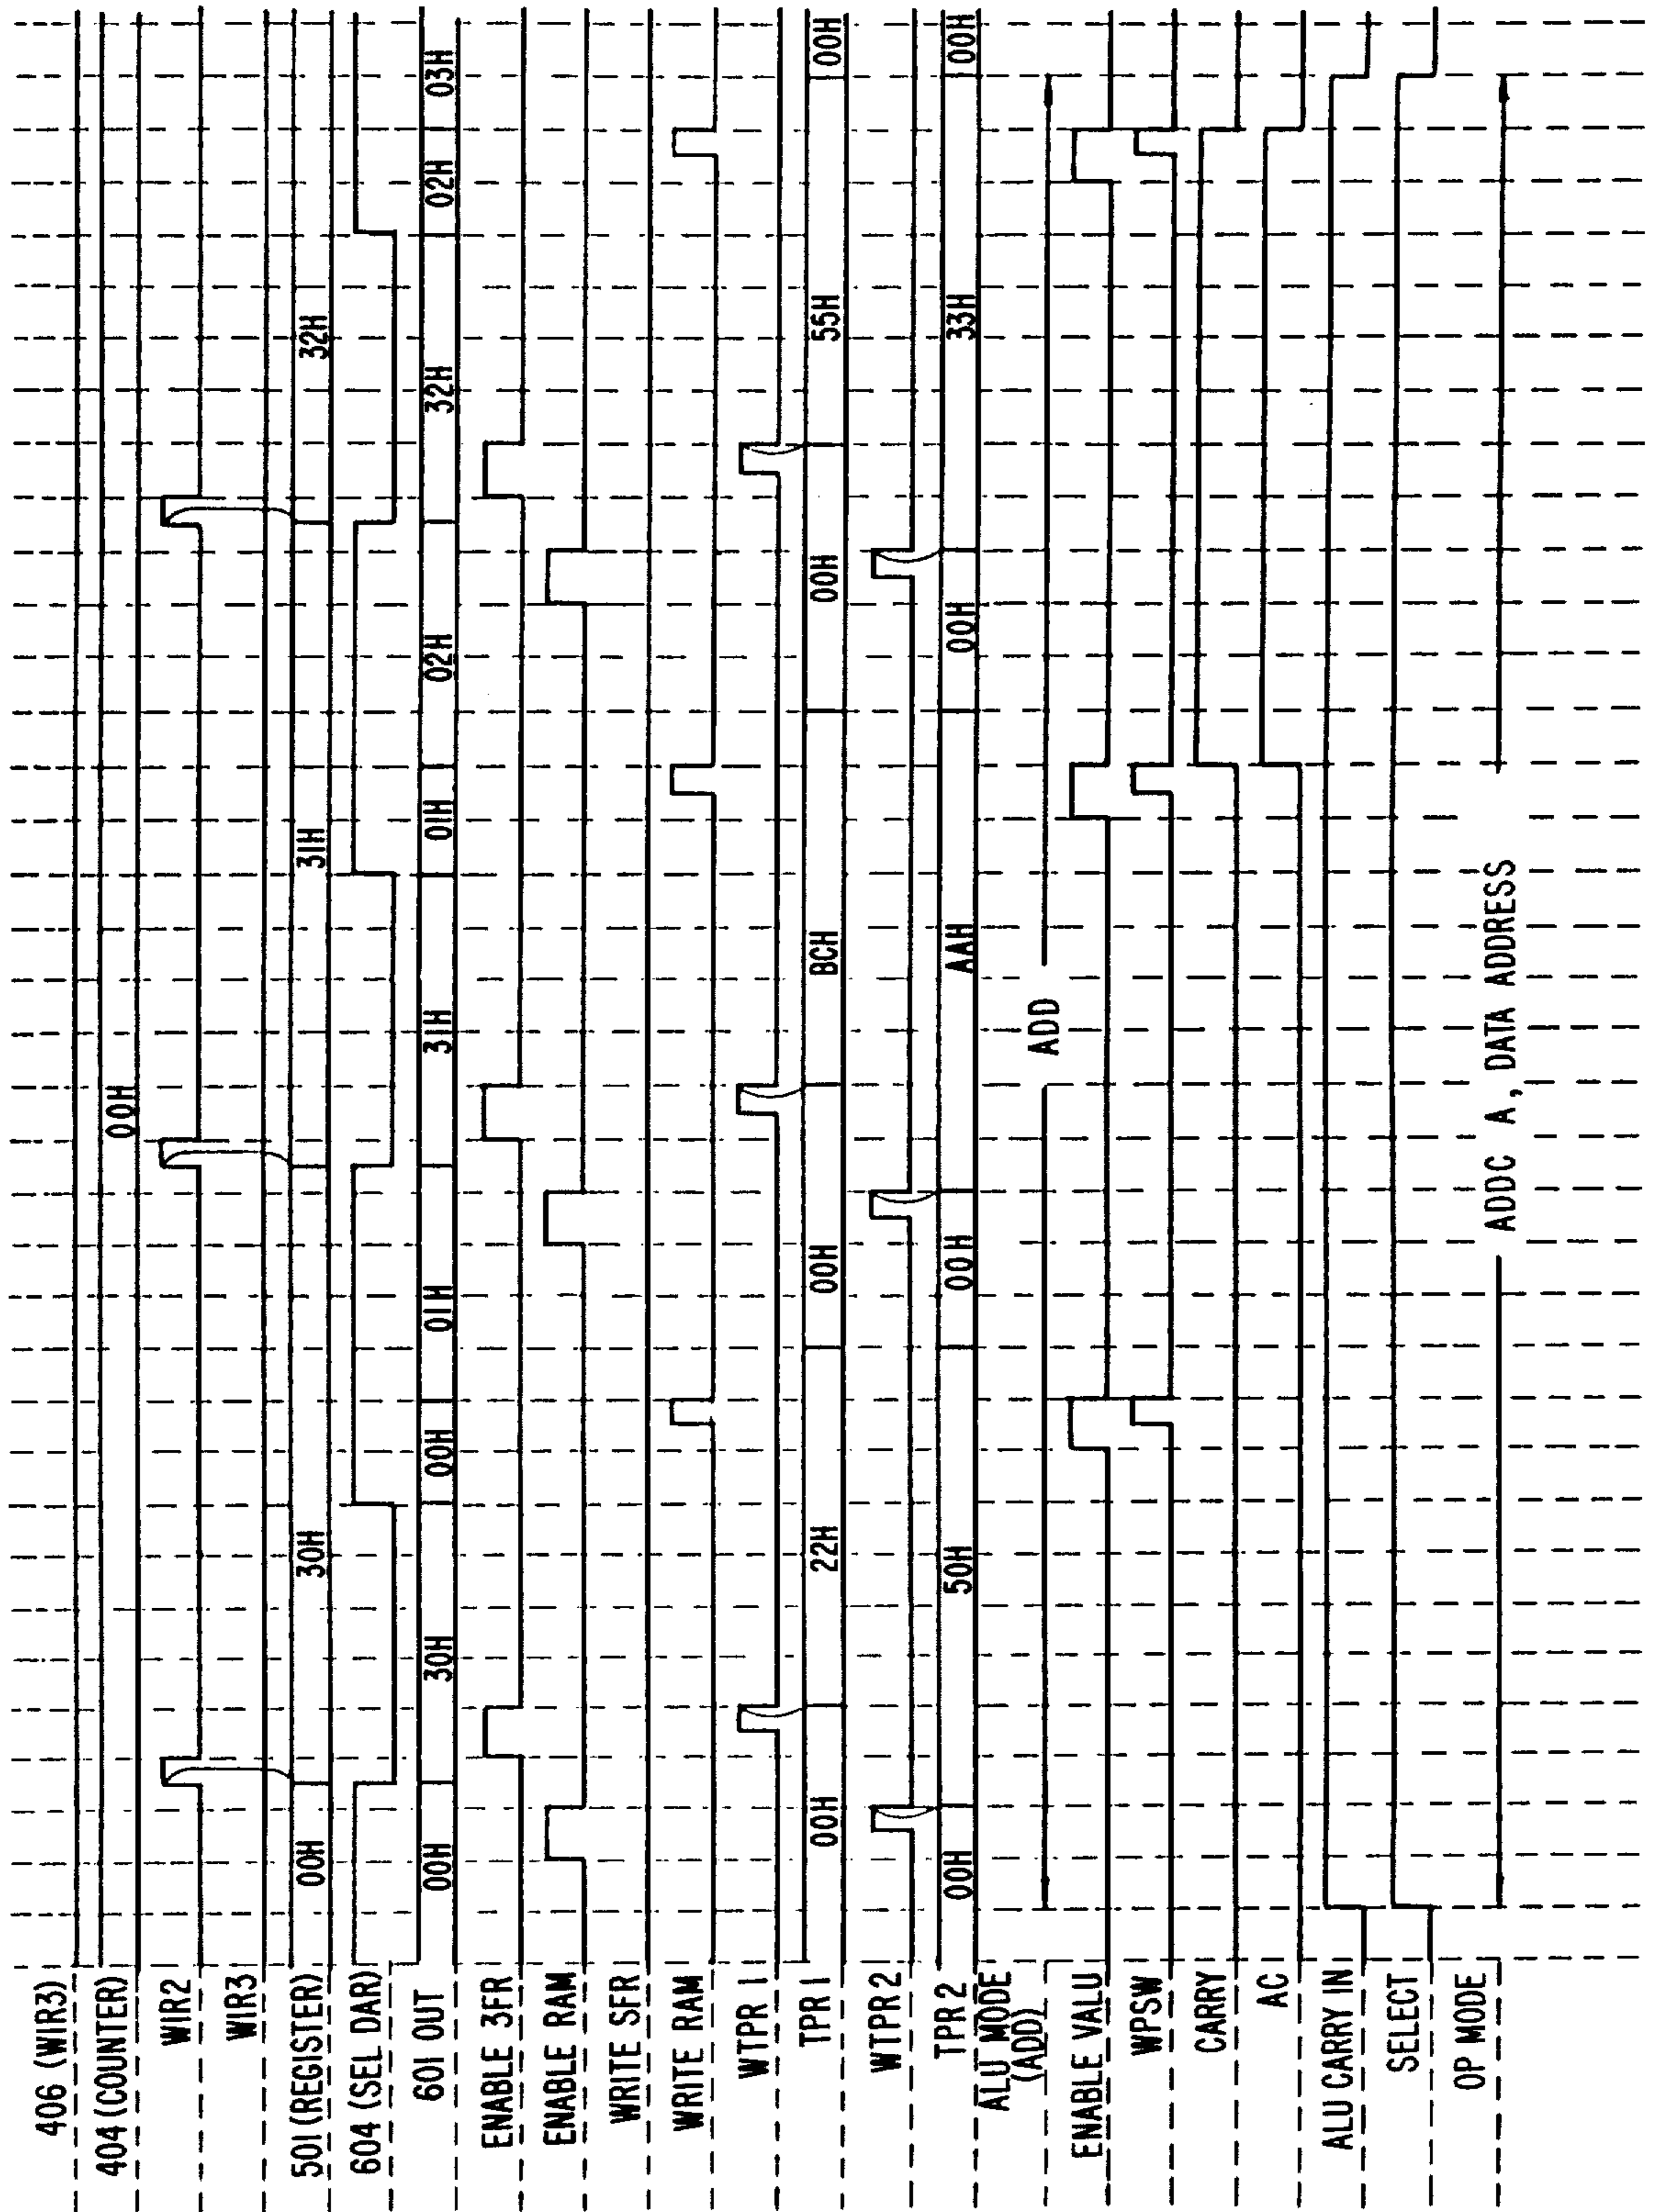 406 (WIR3)
404 (COUNTER) 00H
WIR2
WIR3
501 (REGISTER) 00H 30H 31H 32H
604 (SEL DAR)
601 OUT 00H 30H 00H 01H 31H 01H 02H 32H 02H 03H
ENABLE 3FR
ENABLE RAM
WRITE SFR
WRITE RAM
WTPR 1
TPR 1 00H 22H 00H BCH 00H 55H 00H
WTPR 2
TPR 2 00H 50H 00H AAH 00H 33H 00H
ALU MODE
(ADD) ADD
ENABLE VALU
WPSW
CARRY
AC
ALU CARRY IN
SELECT
OP MODE ADDC A, DATA ADDRESS